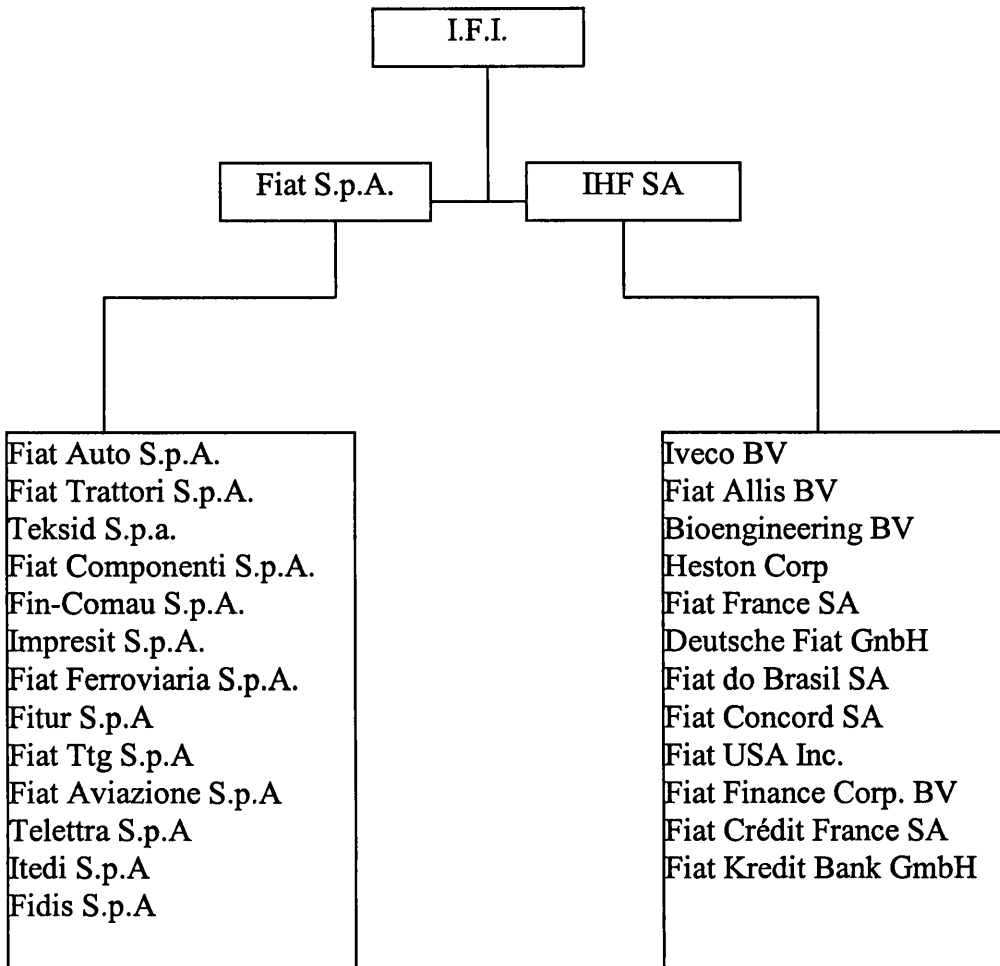 I.F.I.
Fiat S.p.A.
IHF SA
Fiat Auto S.p.A.
Fiat Trattori S.p.A.
Teksid S.p.a.
Fiat Componenti S.p.A.
Fin-Comau S.p.A.
Impresit S.p.A.
Fiat Ferroviaria S.p.A.
Fitur S.p.A
Fiat Ttg S.p.A
Fiat Aviazione S.p.A
Telettra S.p.A
Itedi S.p.A
Fidis S.p.A
Iveco BV
Fiat Allis BV
Bioengineering BV
Heston Corp
Fiat France SA
Deutsche Fiat GnbH
Fiat do Brasil SA
Fiat Concord SA
Fiat USA Inc.
Fiat Finance Corp. BV
Fiat Crédit France SA
Fiat Kredit Bank GmbH